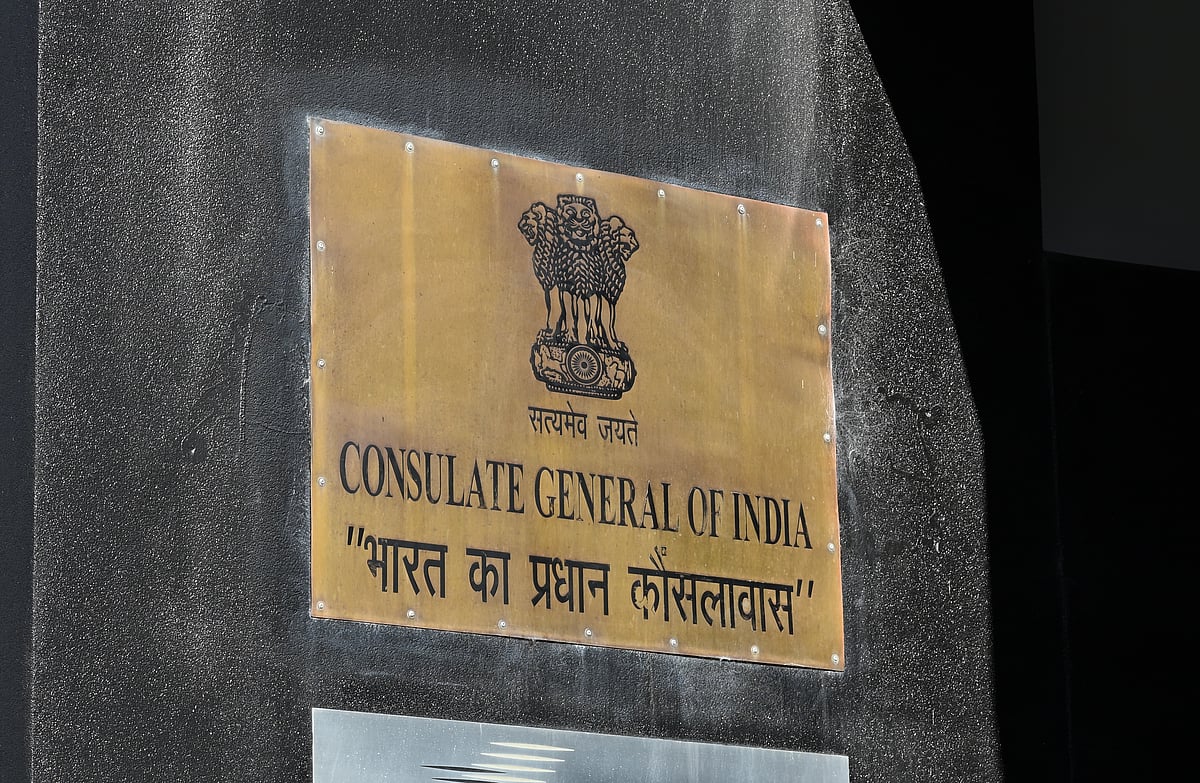 सत्यमेव जयते
CONSULATE GENERAL OF INDIA
"भारत का प्रधान कौंसलावास"